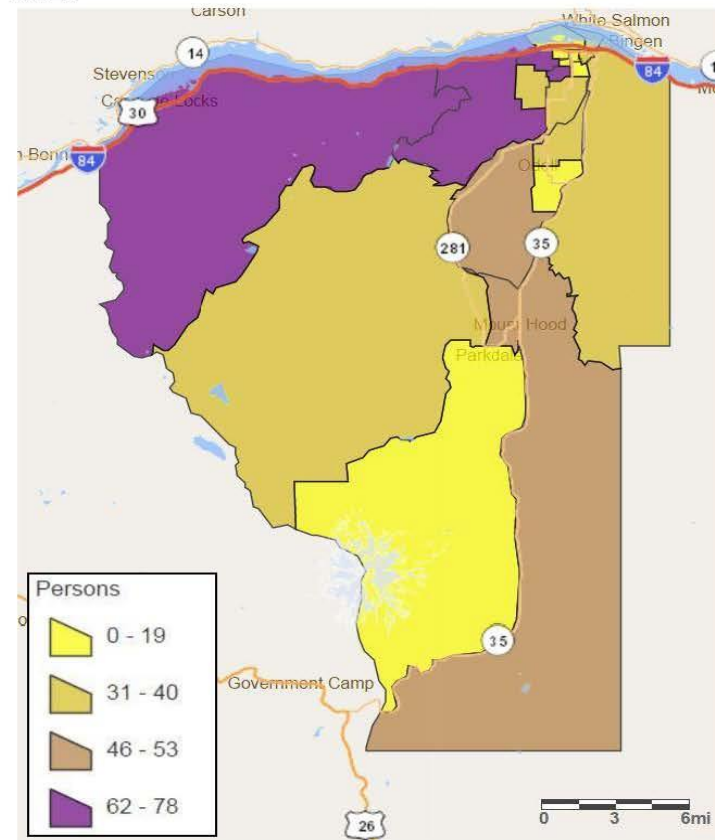 Carson
White Salmon
Bingen
14
Stevenson
84
30
84
281
35
Mount Hood
Parkdale
Persons
0 - 19
31 - 40
46 - 53
62 - 78
35
Government Camp
0 3 6mi
26